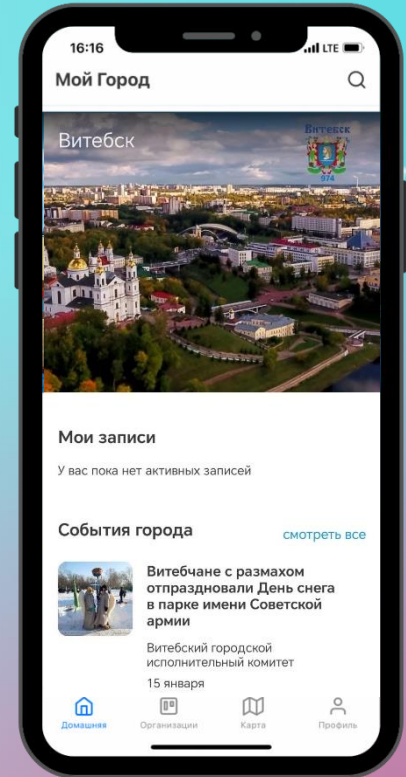 16:16
LTE
Мой Город
Витебск
Витебск
974
Мои записи
У вас пока нет активных записей
События города
смотреть все
Витебчане с размахом
отпраздновали День снега
в парке имени Советской
армии
Витебский городской
исполнительный комитет
15 января
Домашняя
Организации
Карта
Профиль